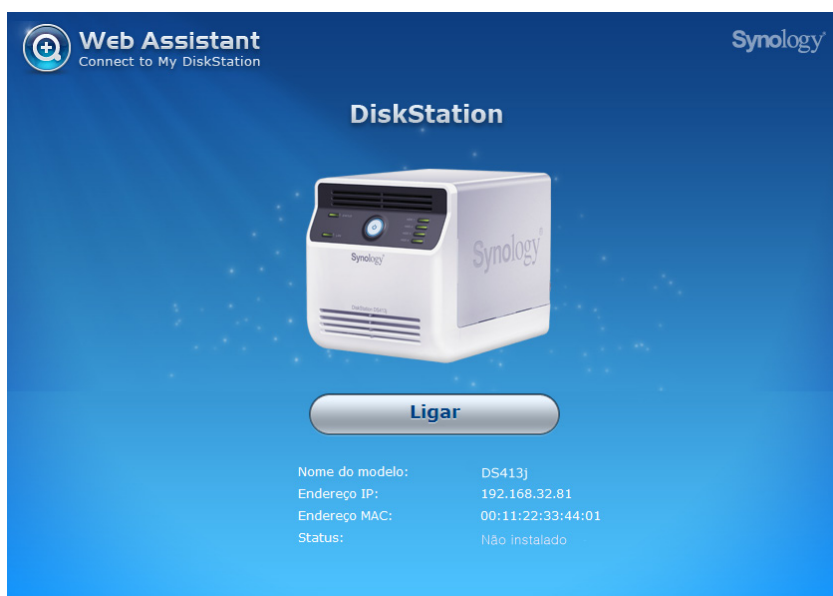 Web Assistant
Connect to My DiskStation
Synology
DiskStation
Synology
Synology
Ligar
Nome do modelo: DS413j
Endereço IP: 192.168.32.81
Endereço MAC: 00:11:22:33:44:01
Status: Não instalado